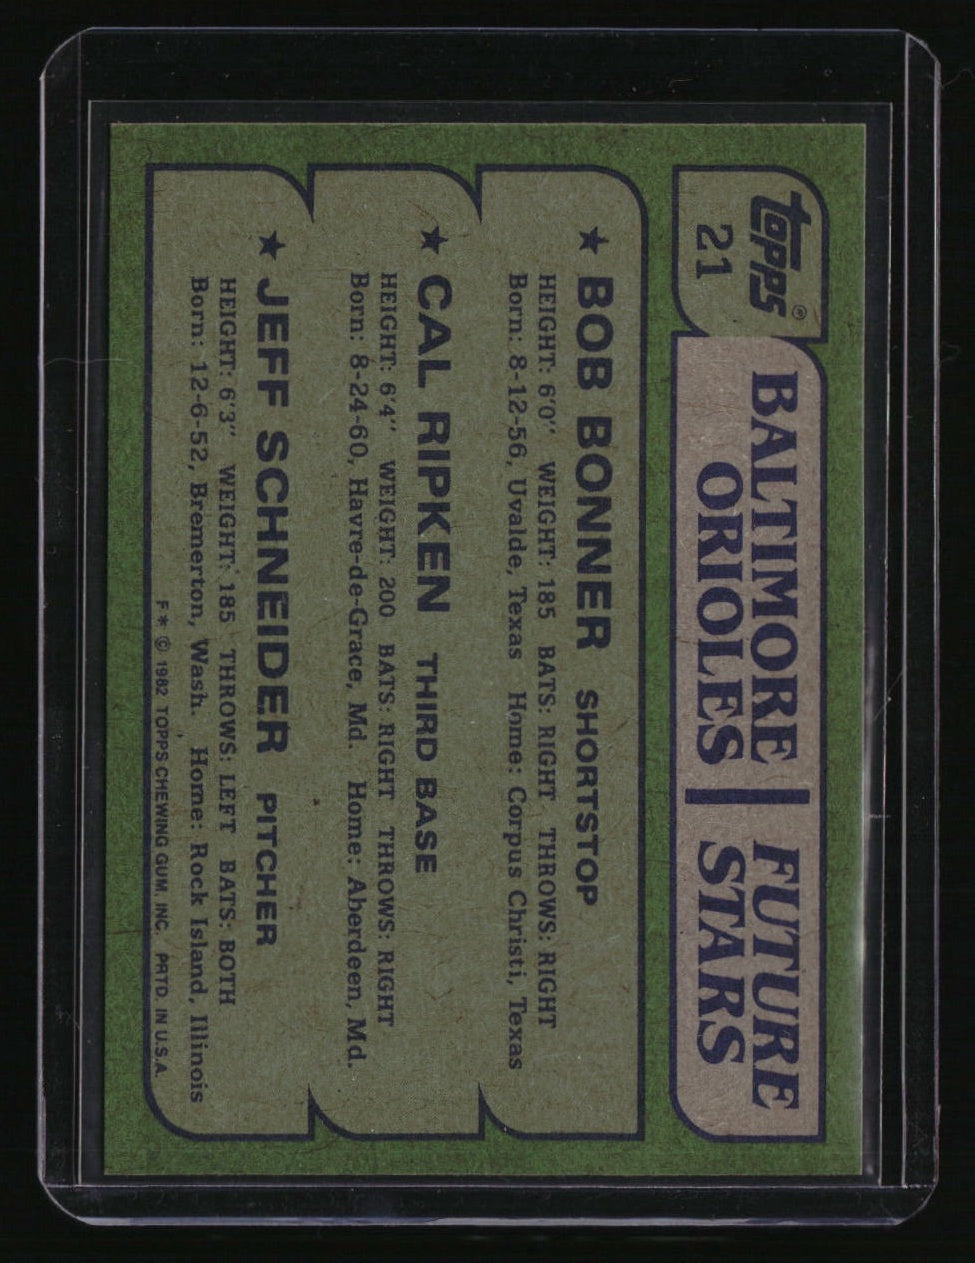 topps®
21
BALTIMORE
ORIOLES
FUTURE
STARS
★ BOB BONNER SHORTSTOP
HEIGHT: 6'0" WEIGHT: 185 BATS: RIGHT THROWS: RIGHT
Born: 8-12-56, Uvalde, Texas Home: Corpus Christi, Texas
★ CAL RIPKEN THIRD BASE
HEIGHT: 6'4" WEIGHT: 200 BATS: RIGHT THROWS: RIGHT
Born: 8-24-60, Havre-de-Grace, Md. Home: Aberdeen, Md.
★ JEFF SCHNEIDER PITCHER
HEIGHT: 6'3" WEIGHT: 185 THROWS: LEFT BATS: BOTH
Born: 12-6-52, Bremerton, Wash. Home: Rock Island, Illinois
F* © 1982 TOPPS CHEWING GUM, INC. PRTD. IN U.S.A.